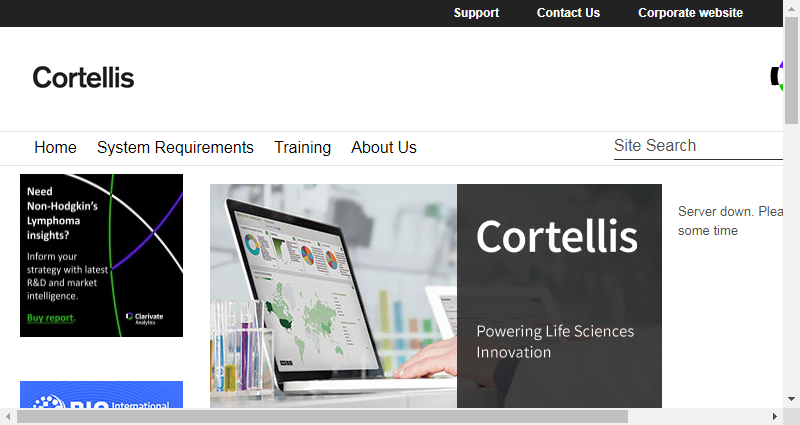 Support Contact Us Corporate website
Cortellis
Home System Requirements Training About Us
Site Search
Need
Non-Hodgkin's
Lymphoma
insights?
Inform your
strategy with latest
R&D and market
intelligence.
Buy report.
Clarivate
Analytics
Cortellis
Powering Life Sciences
Innovation
Server down. Plea
some time
International